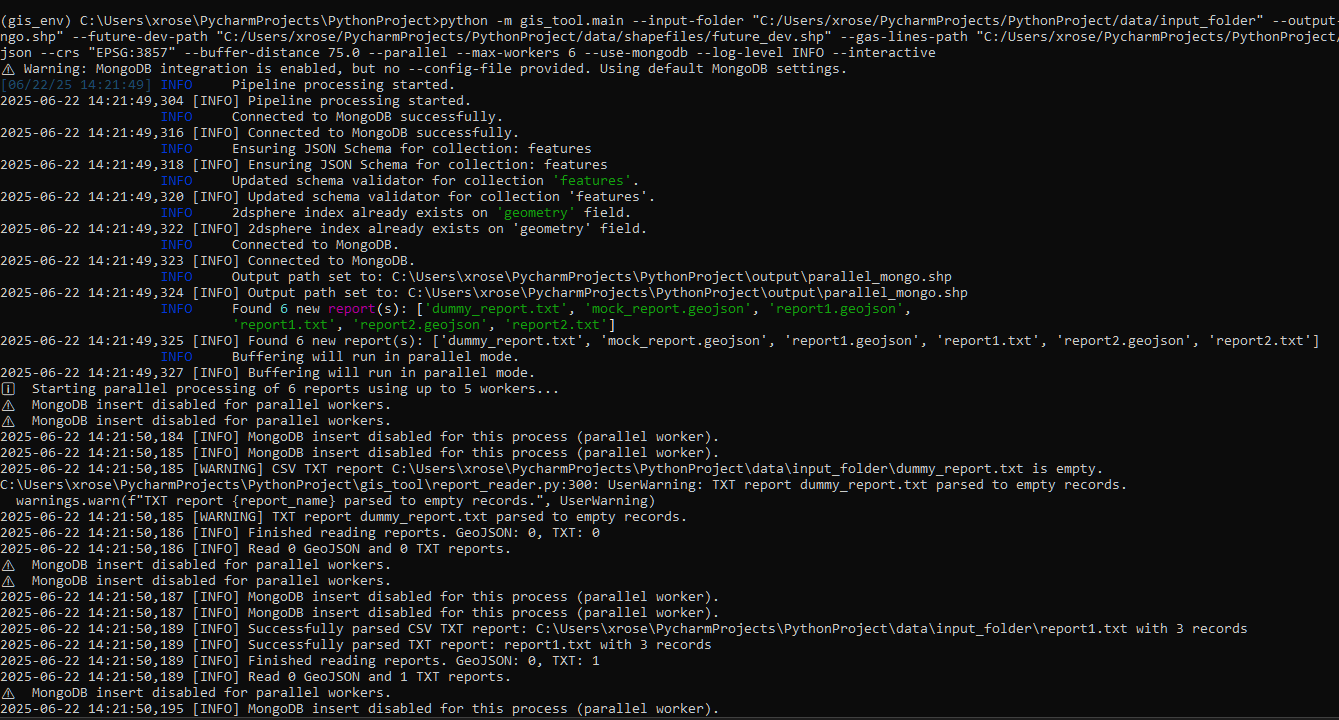 (gis_env) C:\Users\xrose\PycharmProjects\PythonProject>python -m gis_tool.main --input-folder "C:/Users/xrose/PycharmProjects/PythonProject/data/input_folder" --output-
ngo.shp" --future-dev-path "C:/Users/xrose/PycharmProjects/PythonProject/data/shapefiles/future_dev.shp" --gas-lines-path "C:/Users/xrose/PycharmProjects/PythonProject/
json --crs "EPSG:3857" --buffer-distance 75.0 --parallel --max-workers 6 --use-mongodb --log-level INFO --interactive
⚠ Warning: MongoDB integration is enabled, but no --config-file provided. Using default MongoDB settings.
[06/22/25 14:21:49] INFO     Pipeline processing started.
2025-06-22 14:21:49,304 [INFO] Pipeline processing started.
                    INFO     Connected to MongoDB successfully.
2025-06-22 14:21:49,316 [INFO] Connected to MongoDB successfully.
                    INFO     Ensuring JSON Schema for collection: features
2025-06-22 14:21:49,318 [INFO] Ensuring JSON Schema for collection: features
                    INFO     Updated schema validator for collection 'features'.
2025-06-22 14:21:49,320 [INFO] Updated schema validator for collection 'features'.
                    INFO     2dsphere index already exists on 'geometry' field.
2025-06-22 14:21:49,322 [INFO] 2dsphere index already exists on 'geometry' field.
                    INFO     Connected to MongoDB.
2025-06-22 14:21:49,323 [INFO] Connected to MongoDB.
                    INFO     Output path set to: C:\Users\xrose\PycharmProjects\PythonProject\output\parallel_mongo.shp
2025-06-22 14:21:49,324 [INFO] Output path set to: C:\Users\xrose\PycharmProjects\PythonProject\output\parallel_mongo.shp
                    INFO     Found 6 new report(s): ['dummy_report.txt', 'mock_report.geojson', 'report1.geojson',
                             'report1.txt', 'report2.geojson', 'report2.txt']
2025-06-22 14:21:49,325 [INFO] Found 6 new report(s): ['dummy_report.txt', 'mock_report.geojson', 'report1.geojson', 'report1.txt', 'report2.geojson', 'report2.txt']
                    INFO     Buffering will run in parallel mode.
2025-06-22 14:21:49,327 [INFO] Buffering will run in parallel mode.
ℹ  Starting parallel processing of 6 reports using up to 5 workers...
⚠  MongoDB insert disabled for parallel workers.
⚠  MongoDB insert disabled for parallel workers.
2025-06-22 14:21:50,184 [INFO] MongoDB insert disabled for this process (parallel worker).
2025-06-22 14:21:50,185 [INFO] MongoDB insert disabled for this process (parallel worker).
2025-06-22 14:21:50,185 [WARNING] CSV TXT report C:\Users\xrose\PycharmProjects\PythonProject\data\input_folder\dummy_report.txt is empty.
C:\Users\xrose\PycharmProjects\PythonProject\gis_tool\report_reader.py:300: UserWarning: TXT report dummy_report.txt parsed to empty records.
  warnings.warn(f"TXT report {report_name} parsed to empty records.", UserWarning)
2025-06-22 14:21:50,185 [WARNING] TXT report dummy_report.txt parsed to empty records.
2025-06-22 14:21:50,186 [INFO] Finished reading reports. GeoJSON: 0, TXT: 0
2025-06-22 14:21:50,186 [INFO] Read 0 GeoJSON and 0 TXT reports.
⚠  MongoDB insert disabled for parallel workers.
⚠  MongoDB insert disabled for parallel workers.
2025-06-22 14:21:50,187 [INFO] MongoDB insert disabled for this process (parallel worker).
2025-06-22 14:21:50,187 [INFO] MongoDB insert disabled for this process (parallel worker).
2025-06-22 14:21:50,189 [INFO] Successfully parsed CSV TXT report: C:\Users\xrose\PycharmProjects\PythonProject\data\input_folder\report1.txt with 3 records
2025-06-22 14:21:50,189 [INFO] Successfully parsed TXT report: report1.txt with 3 records
2025-06-22 14:21:50,189 [INFO] Finished reading reports. GeoJSON: 0, TXT: 1
2025-06-22 14:21:50,189 [INFO] Read 0 GeoJSON and 1 TXT reports.
⚠  MongoDB insert disabled for parallel workers.
2025-06-22 14:21:50,195 [INFO] MongoDB insert disabled for this process (parallel worker).